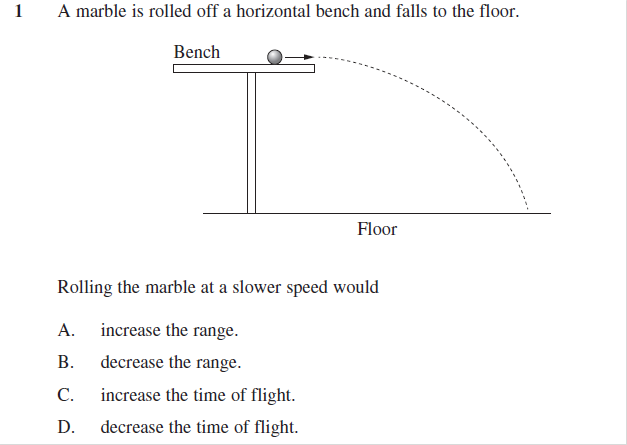 1 A marble is rolled off a horizontal bench and falls to the floor.
Bench
Floor
Rolling the marble at a slower speed would
A. increase the range.
B. decrease the range.
C. increase the time of flight.
D. decrease the time of flight.